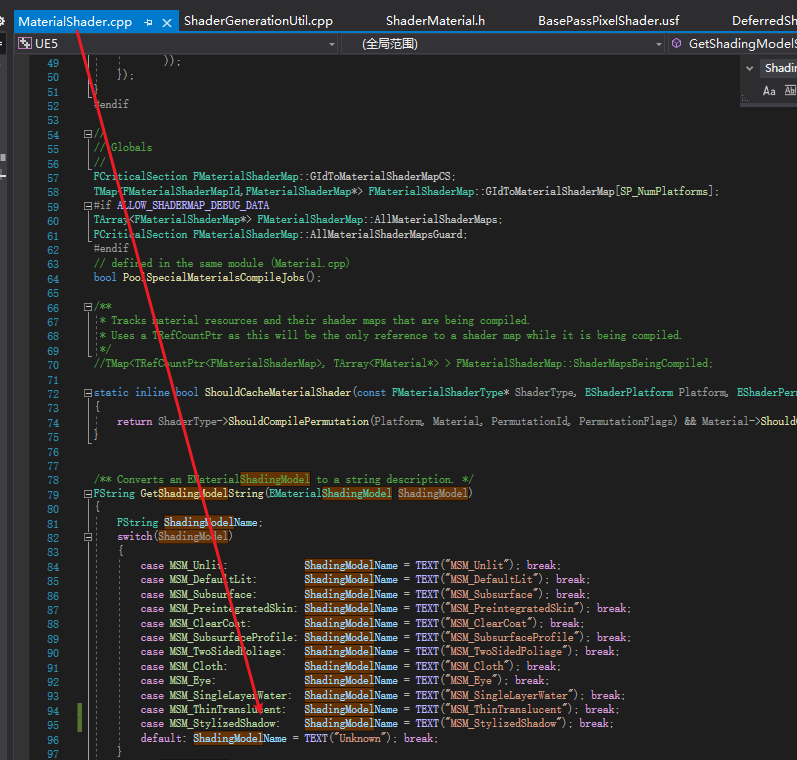 MaterialShader.cpp ShaderGenerationUtil.cpp ShaderMaterial.h BasePassPixelShader.usf DeferredSh
UE5 (全局范围) GetShadingModelS
Shadin
Aa Ab
49 ));
50 });
51 }
52 #endif
53
54 //
55 // Globals
56 //
57 FCriticalSection FMaterialShaderMap::GIdToMaterialShaderMapCS;
58 TMap<FMaterialShaderMapId,FMaterialShaderMap*> FMaterialShaderMap::GIdToMaterialShaderMap[SP_NumPlatforms];
59 #if ALLOW_SHADERMAP_DEBUG_DATA
60 TArray<FMaterialShaderMap*> FMaterialShaderMap::AllMaterialShaderMaps;
61 FCriticalSection FMaterialShaderMap::AllMaterialShaderMapsGuard;
62 #endif
63 // defined in the same module (Material.cpp)
64 bool PoolSpecialMaterialsCompileJobs();
65
66 /**
67 * Tracks material resources and their shader maps that are being compiled.
68 * Uses a TRefCountPtr as this will be the only reference to a shader map while it is being compiled.
69 */
70 //TMap<TRefCountPtr<FMaterialShaderMap>, TArray<FMaterial*> > FMaterialShaderMap::ShaderMapsBeingCompiled;
71
72 static inline bool ShouldCacheMaterialShader(const FMaterialShaderType* ShaderType, EShaderPlatform Platform, EShaderPerm
73 {
74 return ShaderType->ShouldCompilePermutation(Platform, Material, PermutationId, PermutationFlags) && Material->Should
75 }
76
77
78 /** Converts an EMaterialShadingModel to a string description. */
79 FString GetShadingModelString(EMaterialShadingModel ShadingModel)
80 {
81 FString ShadingModelName;
82 switch(ShadingModel)
83 {
84 case MSM_Unlit: ShadingModelName = TEXT("MSM_Unlit"); break;
85 case MSM_DefaultLit: ShadingModelName = TEXT("MSM_DefaultLit"); break;
86 case MSM_Subsurface: ShadingModelName = TEXT("MSM_Subsurface"); break;
87 case MSM_PreintegratedSkin: ShadingModelName = TEXT("MSM_PreintegratedSkin"); break;
88 case MSM_ClearCoat: ShadingModelName = TEXT("MSM_ClearCoat"); break;
89 case MSM_SubsurfaceProfile: ShadingModelName = TEXT("MSM_SubsurfaceProfile"); break;
90 case MSM_TwoSidedFoliage: ShadingModelName = TEXT("MSM_TwoSidedFoliage"); break;
91 case MSM_Cloth: ShadingModelName = TEXT("MSM_Cloth"); break;
92 case MSM_Eye: ShadingModelName = TEXT("MSM_Eye"); break;
93 case MSM_SingleLayerWater: ShadingModelName = TEXT("MSM_SingleLayerWater"); break;
94 case MSM_ThinTranslucent: ShadingModelName = TEXT("MSM_ThinTranslucent"); break;
95 case MSM_StylizedShadow: ShadingModelName = TEXT("MSM_StylizedShadow"); break;
96 default: ShadingModelName = TEXT("Unknown"); break;
97 }